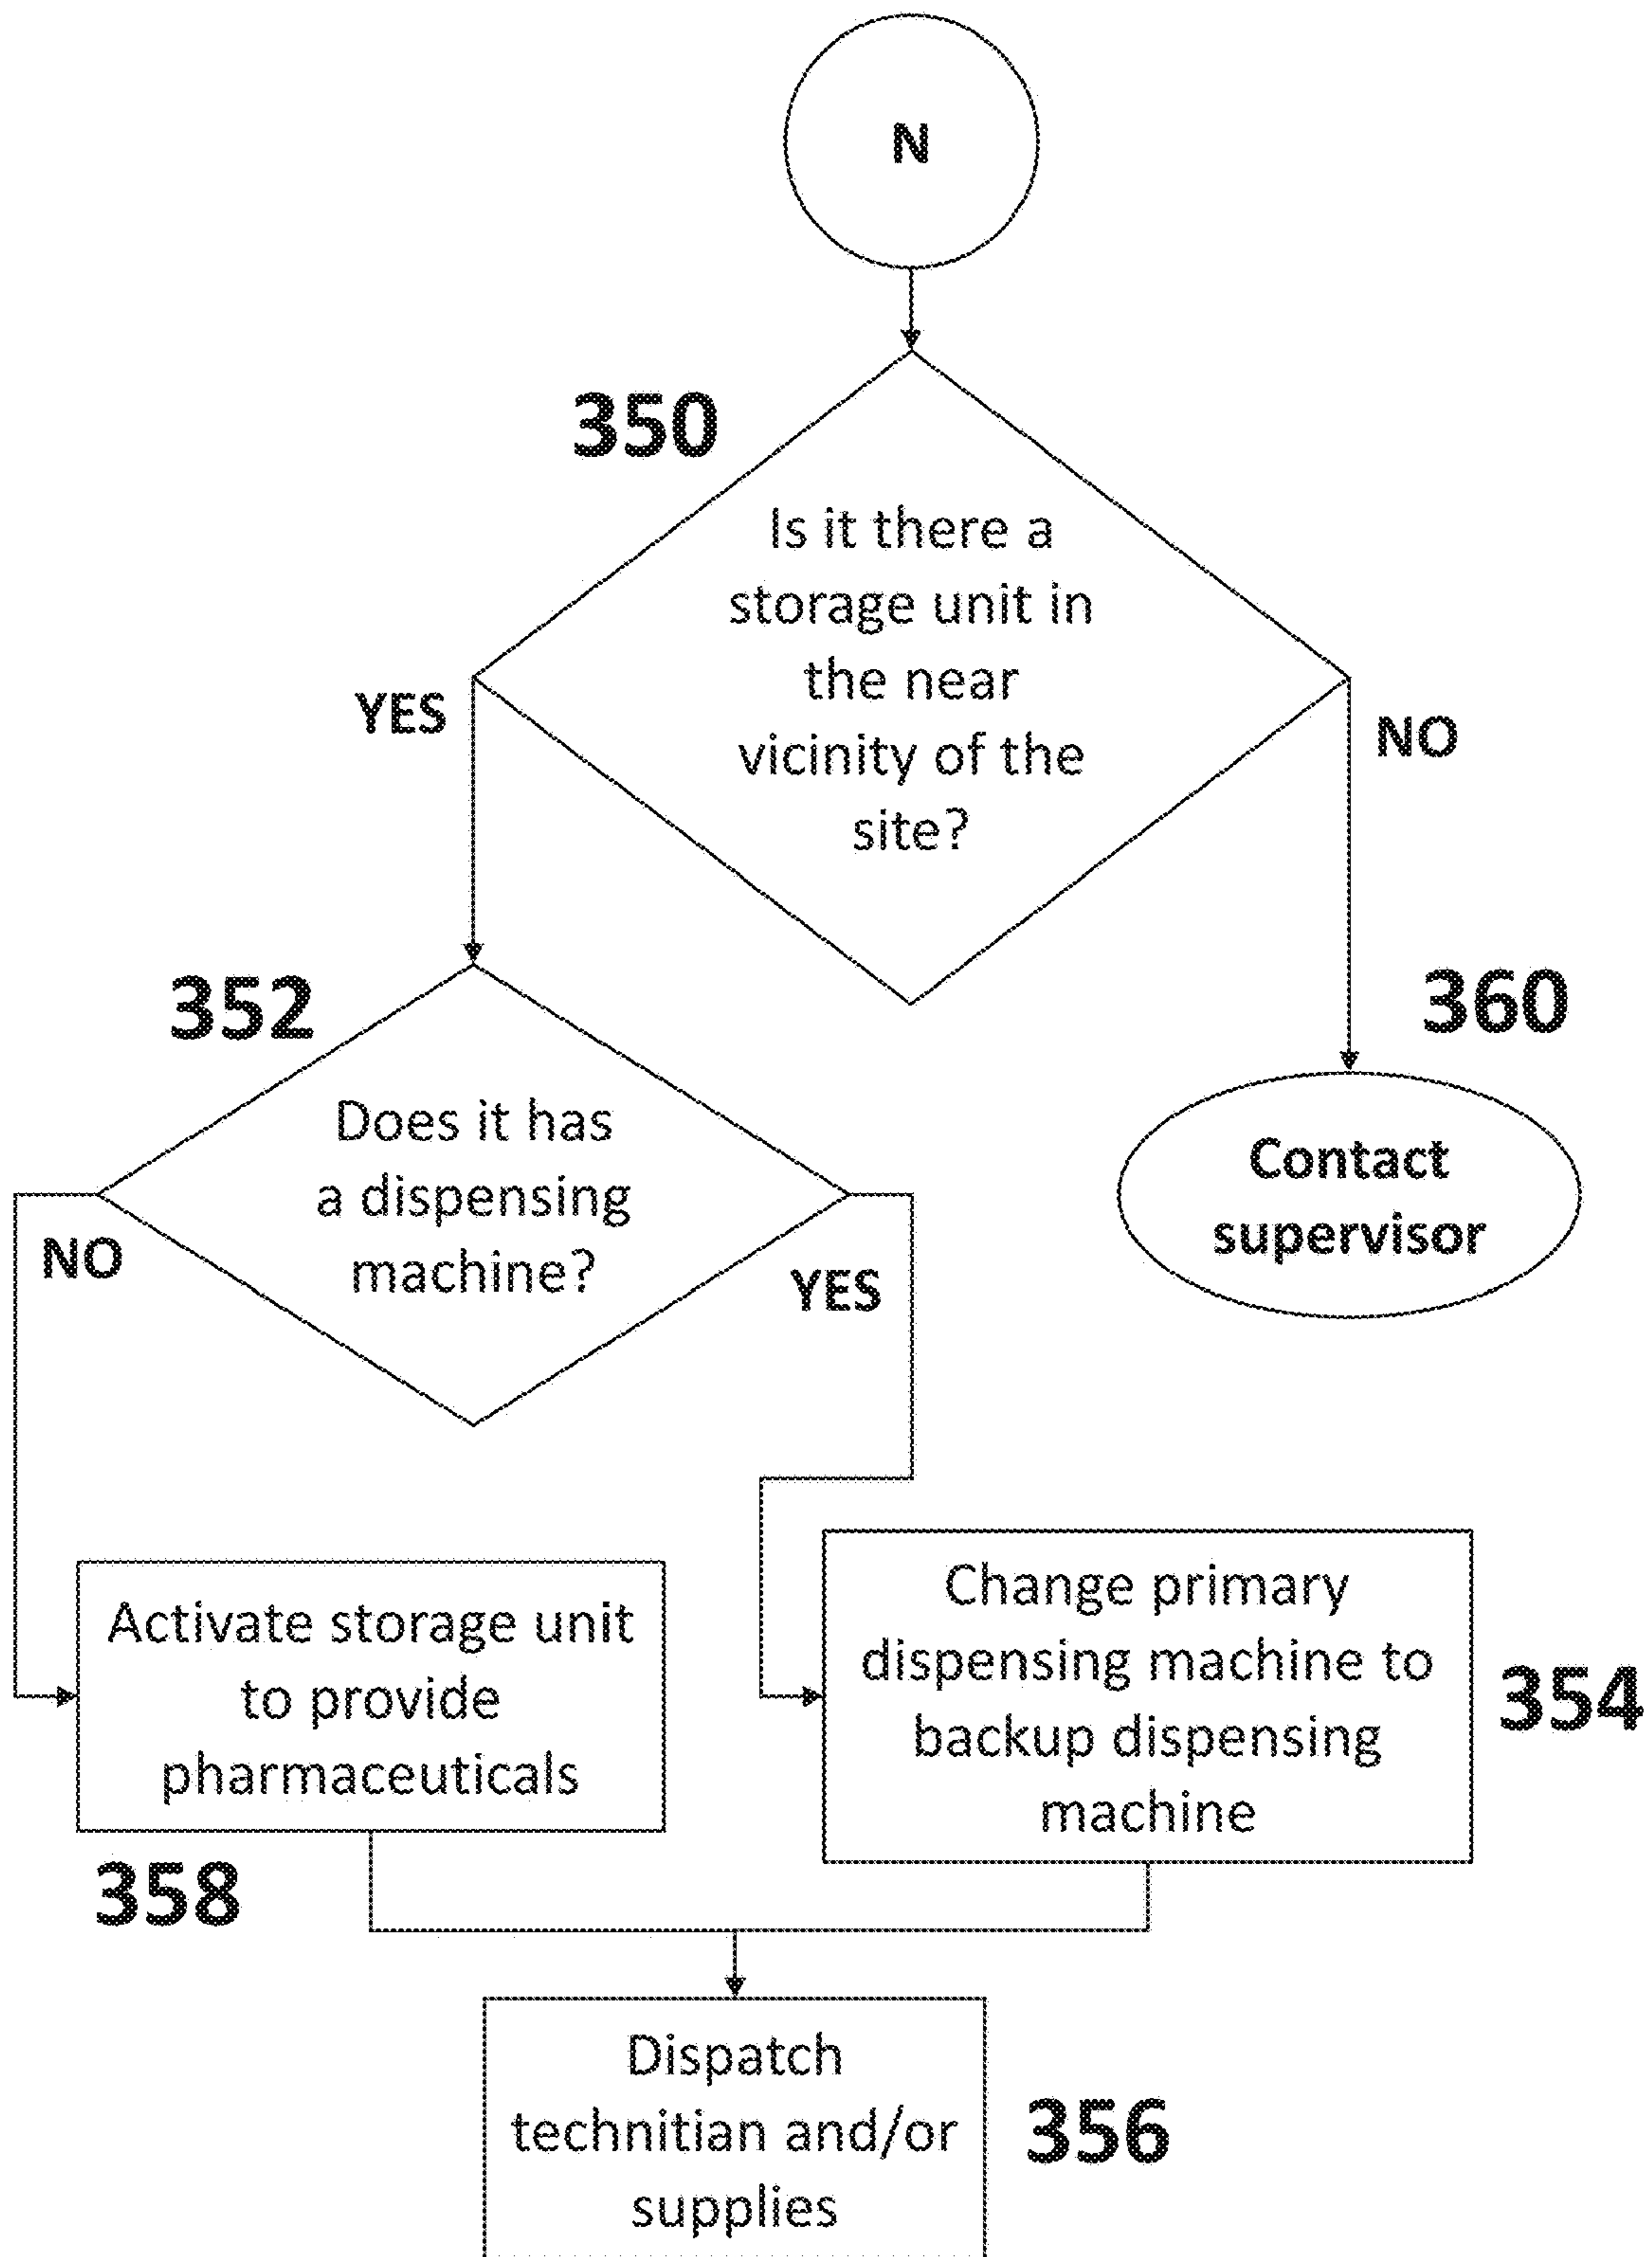 N
350
Is it there a
storage unit in
the near
vicinity of the
site?
YES
NO
352
360
Does it has
a dispensing
machine?
NO
YES
Contact
supervisor
Activate storage unit
to provide
pharmaceuticals
358
Change primary
dispensing machine to
backup dispensing
machine
354
Dispatch
technitian and/or
supplies
356